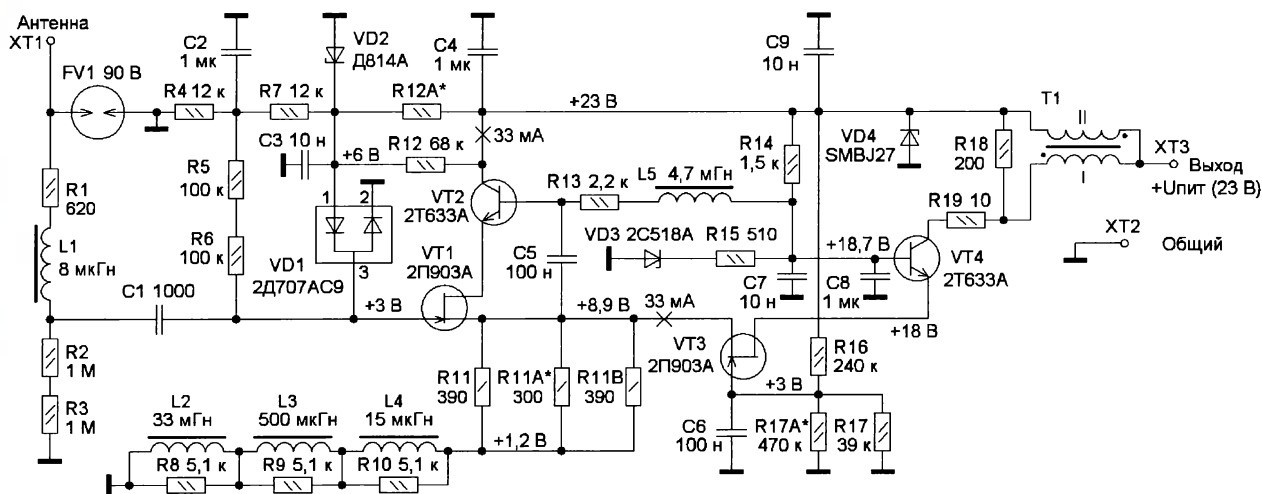 Антенна
XT1
FV1 90 В
C2
1 мк
VD2
Д814А
C4
1 мк
C9
10 н
R4 12 к
R7 12 к
R12A*
+23 В
T1
II
I
C3 10 н
+6 В
R12 68 к
33 мА
R14
1,5 к
VD4
SMBJ27
R18
200
XT3
Выход
+Uпит (23 В)
R5
100 к
1
2
3
VT2
2Т633А
R13 2,2 к
L5
4,7 мГн
R19 10
XT2
Общий
R1
620
L1
8 мкГн
R6
100 к
VD1
2Д707АС9
VT1
2П903А
C5
100 н
VD3 2С518А
R15 510
+18,7 В
VT4
2Т633А
C7
10 н
C8
1 мк
C1 1000
+3 В
+8,9 В
33 мА
+18 В
R2
1 М
R3
1 М
R11
390
R11A*
300
R11B
390
VT3
2П903А
R16
240 к
+3 В
L2
33 мГн
L3
500 мкГн
L4
15 мкГн
+1,2 В
C6
100 н
R17A*
470 к
R17
39 к
R8 5,1 к
R9 5,1 к
R10 5,1 к